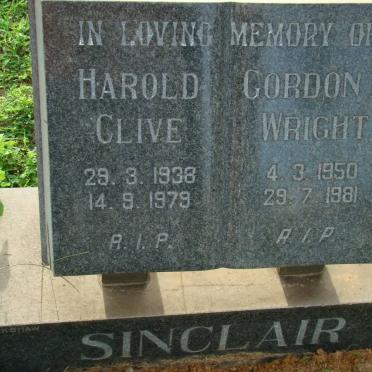 IN LOVING MEMORY OF
HAROLD
CLIVE
29. 3. 1938
14. 9. 1979
R.I.P.
GORDON
WRIGHT
4. 3. 1950
29. 7. 1981
R.I.P.
SINCLAIR